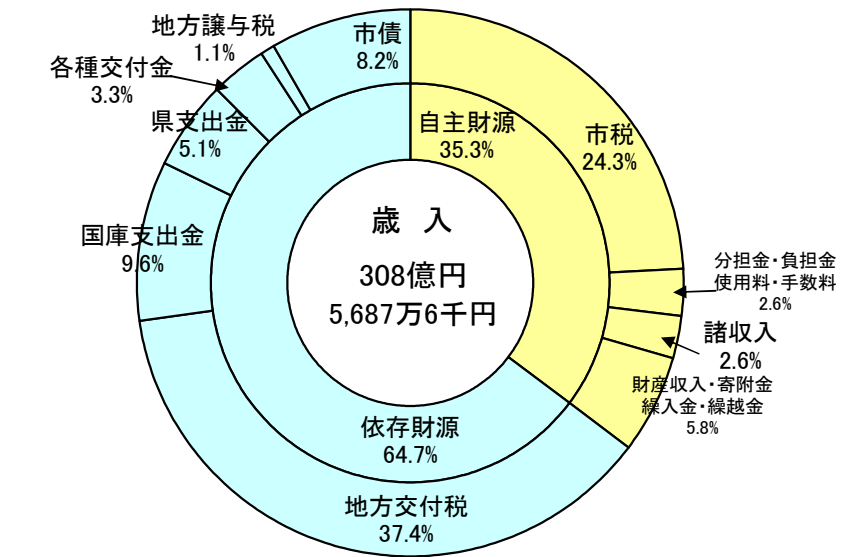 地方譲与税
1.1%
市債
8.2%
各種交付金
3.3%
県支出金
5.1%
自主財源
35.3%
市税
24.3%
国庫支出金
9.6%
歳 入
308億円
5,687万6千円
分担金・負担金
使用料・手数料
2.6%
諸収入
2.6%
財産収入・寄附金
繰入金・繰越金
5.8%
依存財源
64.7%
地方交付税
37.4%